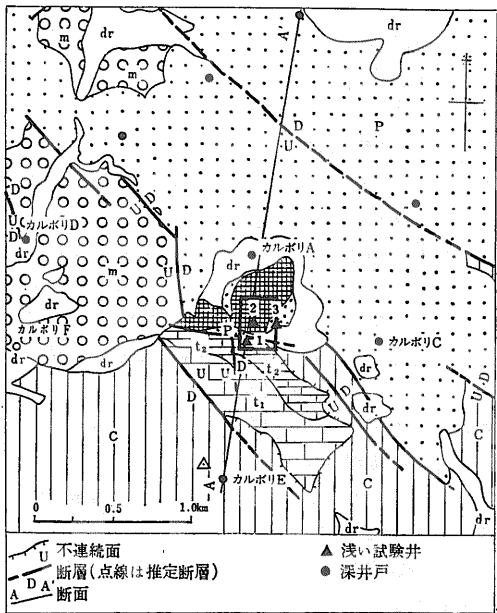 dr
A'
m
dr
m
D
U
P
D
U
D
U
カルボリD
D
dr
カルボリA
dr
m
U D
dr
カルボリF
2
3
P
1
カルボリC
dr
t₂
D
U U
t₂
D
t₁
U
D
dr
dr
U
D
C
C
C
A
カルボリE
0
0.5
1.0km
dr
dr
U 不連続面
D 断層(点線は推定断層)
A A' 断面
▲ 浅い試験井
● 深井戸